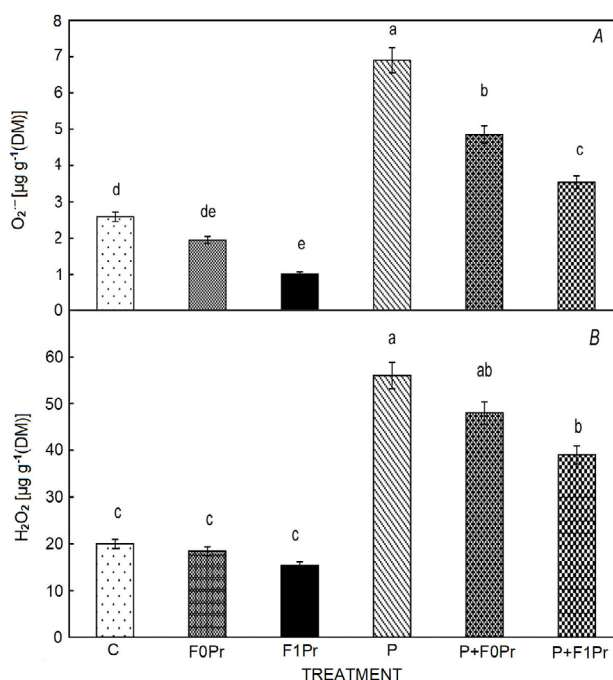 8
A
a
7
6
b
5
c
4
d
3
de
2
e
1
0
O₂·⁻ [µg g⁻¹(DM)]
B
a
60
ab
50
b
40
30
c c c
20
10
0
H₂O₂ [µg g⁻¹(DM)]
C F0Pr F1Pr P P+F0Pr P+F1Pr
TREATMENT